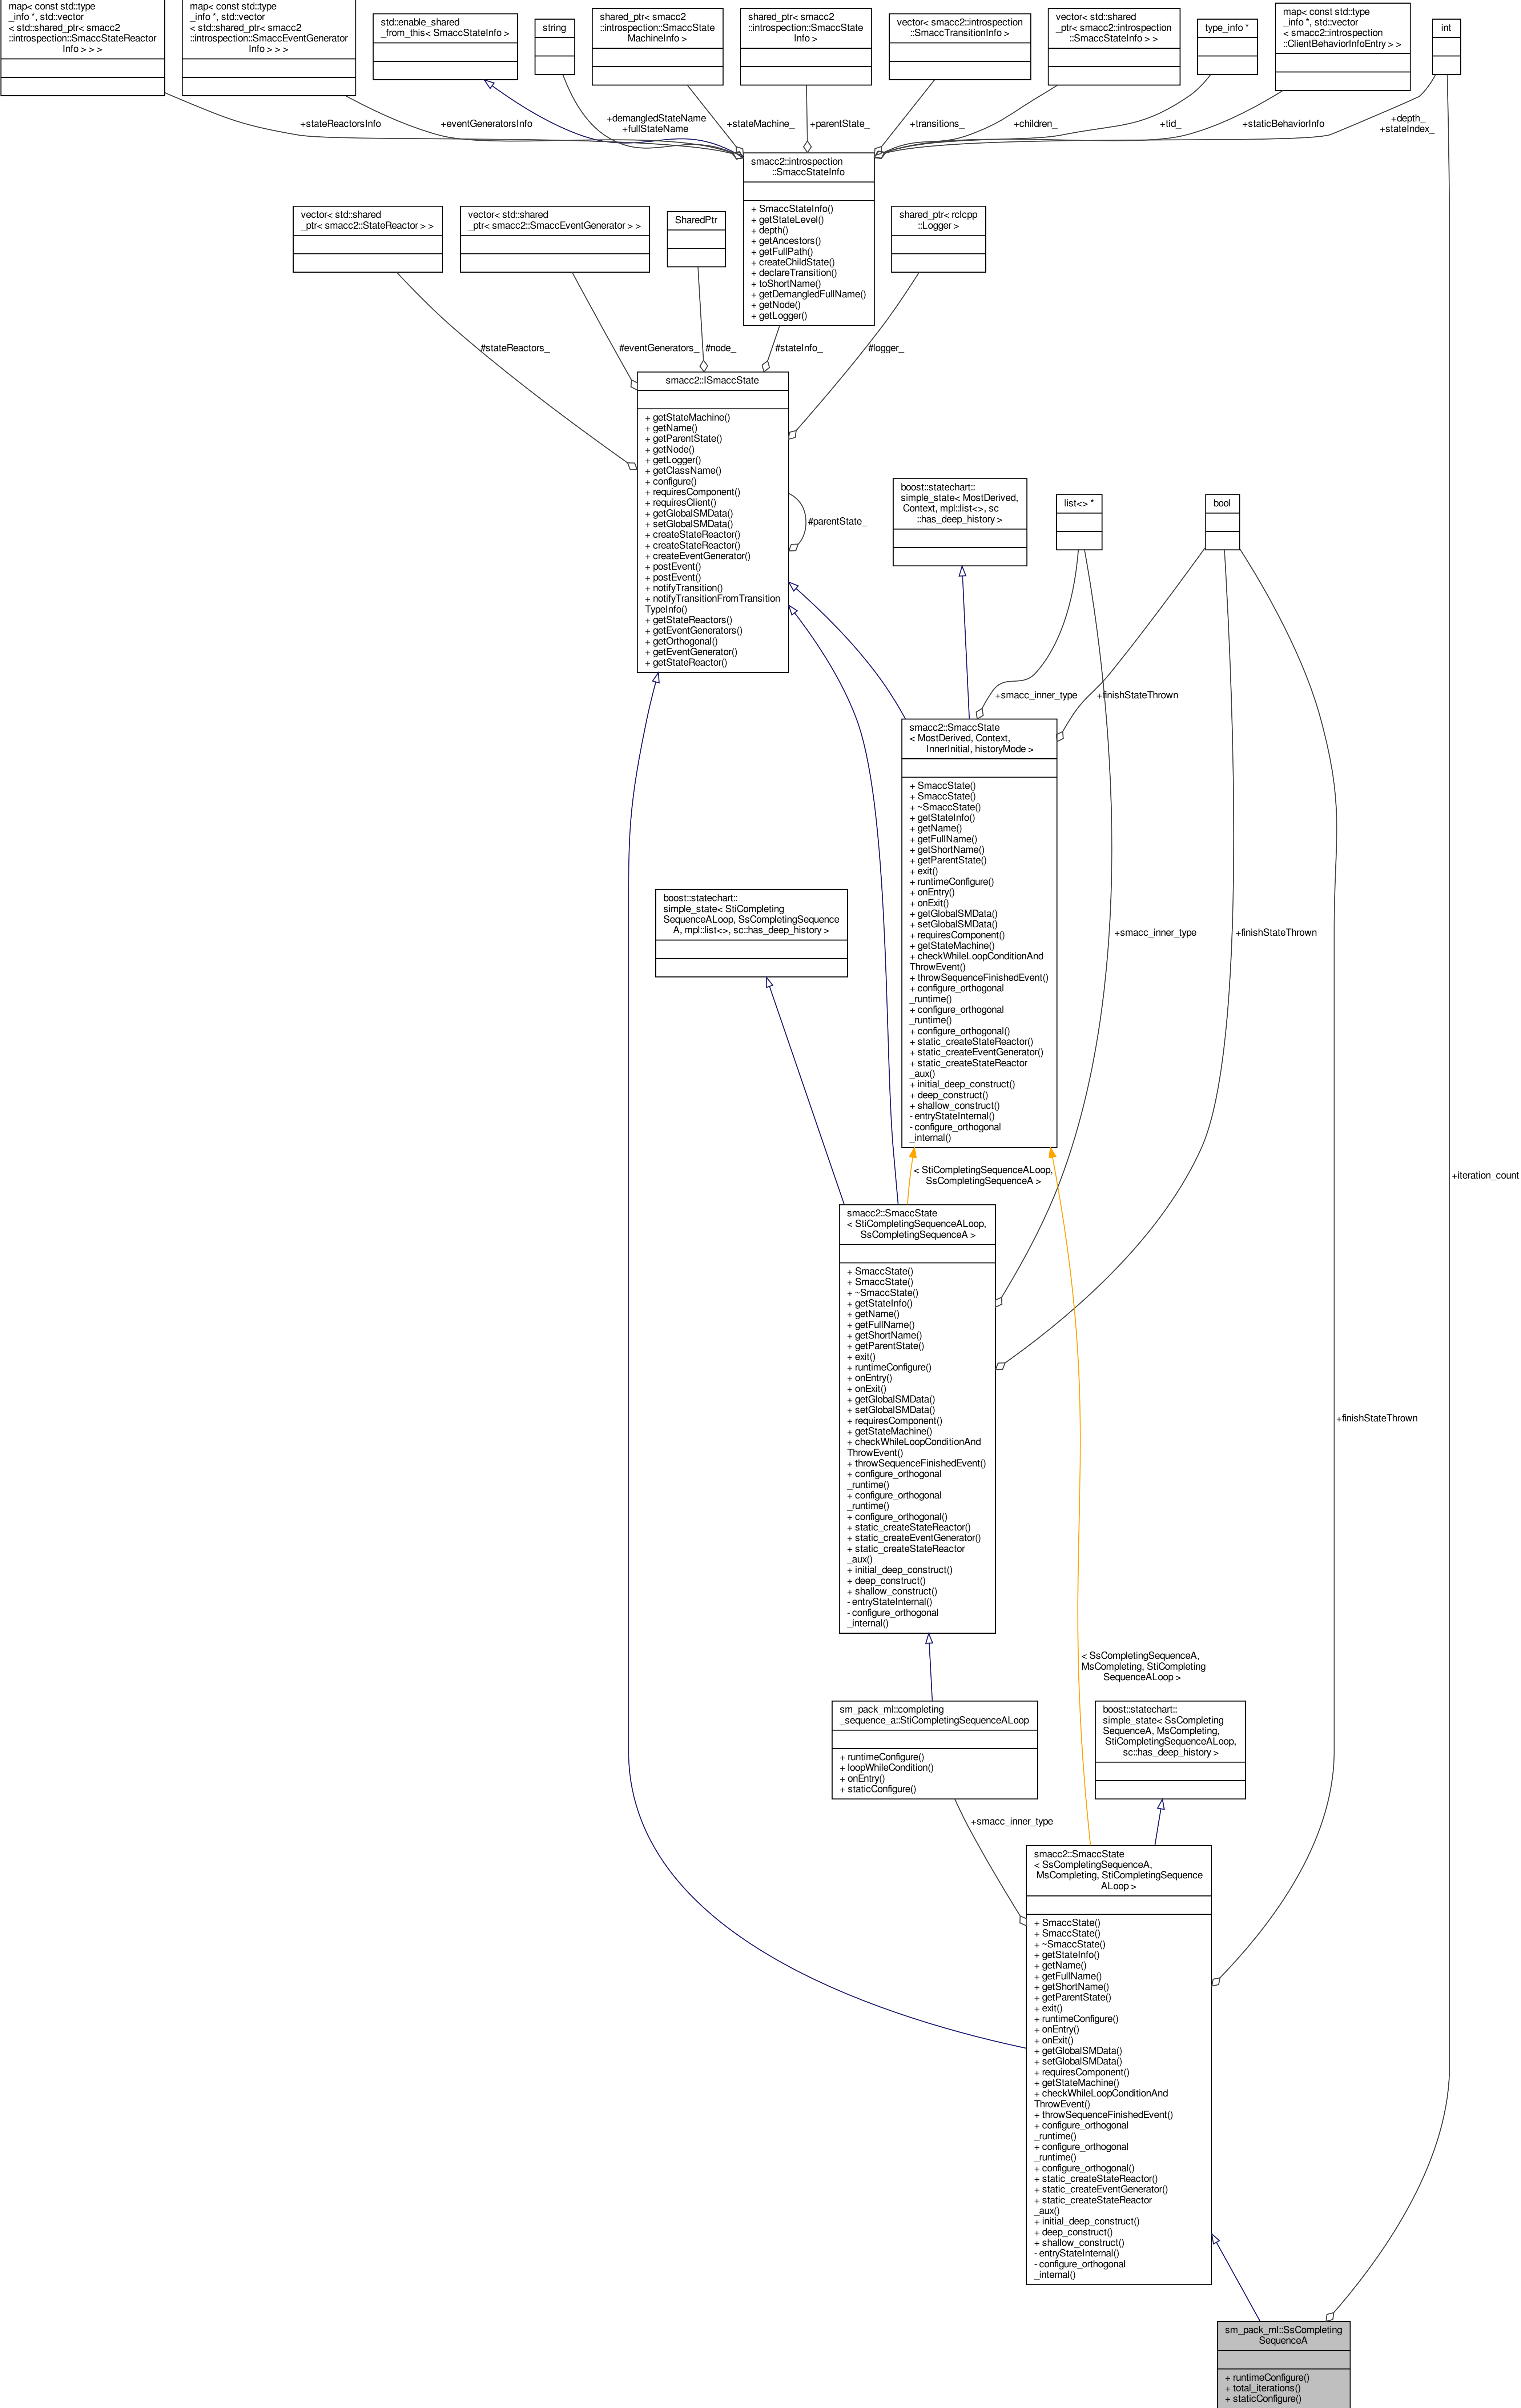 map< const std::type
_info *, std::vector
< std::shared_ptr< smacc2
::introspection::SmaccStateReactor
Info > > >
map< const std::type
_info *, std::vector
< std::shared_ptr< smacc2
::introspection::SmaccEventGenerator
Info > > >
std::enable_shared
_from_this< SmaccStateInfo >
string
shared_ptr< smacc2
::introspection::SmaccState
MachineInfo >
shared_ptr< smacc2
::introspection::SmaccState
Info >
vector< smacc2::introspection
::SmaccTransitionInfo >
vector< std::shared
_ptr< smacc2::introspection
::SmaccStateInfo > >
type_info *
map< const std::type
_info *, std::vector
< smacc2::introspection
::ClientBehaviorInfoEntry > >
int
+stateReactorsInfo
+eventGeneratorsInfo
+demangledStateName
+fullStateName
+stateMachine_
+parentState_
+transitions_
+children_
+tid_
+staticBehaviorInfo
+depth_
+stateIndex_
smacc2::introspection
::SmaccStateInfo
+ SmaccStateInfo()
+ getStateLevel()
+ depth()
+ getAncestors()
+ getFullPath()
+ createChildState()
+ declareTransition()
+ toShortName()
+ getDemangledFullName()
+ getNode()
+ getLogger()
vector< std::shared
_ptr< smacc2::StateReactor > >
vector< std::shared
_ptr< smacc2::SmaccEventGenerator > >
SharedPtr
shared_ptr< rclcpp
::Logger >
#stateReactors_
#eventGenerators_
#node_
#stateInfo_
#logger_
smacc2::ISmaccState
+ getStateMachine()
+ getName()
+ getParentState()
+ getNode()
+ getLogger()
+ getClassName()
+ configure()
+ requiresComponent()
+ requiresClient()
+ getGlobalSMData()
+ setGlobalSMData()
+ createStateReactor()
+ createStateReactor()
+ createEventGenerator()
+ postEvent()
+ postEvent()
+ notifyTransition()
+ notifyTransitionFromTransition
TypeInfo()
+ getStateReactors()
+ getEventGenerators()
+ getOrthogonal()
+ getEventGenerator()
+ getStateReactor()
#parentState_
boost::statechart::
simple_state< MostDerived,
Context, mpl::list<>, sc
::has_deep_history >
list<> *
bool
+smacc_inner_type
+finishStateThrown
smacc2::SmaccState
< MostDerived, Context,
InnerInitial, historyMode >
+ SmaccState()
+ SmaccState()
+ ~SmaccState()
+ getStateInfo()
+ getName()
+ getFullName()
+ getShortName()
+ getParentState()
+ exit()
+ runtimeConfigure()
+ onEntry()
+ onExit()
+ getGlobalSMData()
+ setGlobalSMData()
+ requiresComponent()
+ getStateMachine()
+ checkWhileLoopConditionAnd
ThrowEvent()
+ throwSequenceFinishedEvent()
+ configure_orthogonal
_runtime()
+ configure_orthogonal
_runtime()
+ configure_orthogonal()
+ static_createStateReactor()
+ static_createEventGenerator()
+ static_createStateReactor
_aux()
+ initial_deep_construct()
+ deep_construct()
+ shallow_construct()
- entryStateInternal()
- configure_orthogonal
_internal()
boost::statechart::
simple_state< StiCompleting
SequenceALoop, SsCompletingSequence
A, mpl::list<>, sc::has_deep_history >
+smacc_inner_type
+finishStateThrown
< StiCompletingSequenceALoop,
SsCompletingSequenceA >
+iteration_count
smacc2::SmaccState
< StiCompletingSequenceALoop,
SsCompletingSequenceA >
+ SmaccState()
+ SmaccState()
+ ~SmaccState()
+ getStateInfo()
+ getName()
+ getFullName()
+ getShortName()
+ getParentState()
+ exit()
+ runtimeConfigure()
+ onEntry()
+ onExit()
+ getGlobalSMData()
+ setGlobalSMData()
+ requiresComponent()
+ getStateMachine()
+ checkWhileLoopConditionAnd
ThrowEvent()
+ throwSequenceFinishedEvent()
+ configure_orthogonal
_runtime()
+ configure_orthogonal
_runtime()
+ configure_orthogonal()
+ static_createStateReactor()
+ static_createEventGenerator()
+ static_createStateReactor
_aux()
+ initial_deep_construct()
+ deep_construct()
+ shallow_construct()
- entryStateInternal()
- configure_orthogonal
_internal()
+finishStateThrown
< SsCompletingSequenceA,
MsCompleting, StiCompleting
SequenceALoop >
sm_pack_ml::completing
_sequence_a::StiCompletingSequenceALoop
+ runtimeConfigure()
+ loopWhileCondition()
+ onEntry()
+ staticConfigure()
boost::statechart::
simple_state< SsCompleting
SequenceA, MsCompleting,
StiCompletingSequenceALoop,
sc::has_deep_history >
+smacc_inner_type
smacc2::SmaccState
< SsCompletingSequenceA,
MsCompleting, StiCompletingSequence
ALoop >
+ SmaccState()
+ SmaccState()
+ ~SmaccState()
+ getStateInfo()
+ getName()
+ getFullName()
+ getShortName()
+ getParentState()
+ exit()
+ runtimeConfigure()
+ onEntry()
+ onExit()
+ getGlobalSMData()
+ setGlobalSMData()
+ requiresComponent()
+ getStateMachine()
+ checkWhileLoopConditionAnd
ThrowEvent()
+ throwSequenceFinishedEvent()
+ configure_orthogonal
_runtime()
+ configure_orthogonal
_runtime()
+ configure_orthogonal()
+ static_createStateReactor()
+ static_createEventGenerator()
+ static_createStateReactor
_aux()
+ initial_deep_construct()
+ deep_construct()
+ shallow_construct()
- entryStateInternal()
- configure_orthogonal
_internal()
sm_pack_ml::SsCompleting
SequenceA
+ runtimeConfigure()
+ total_iterations()
+ staticConfigure()